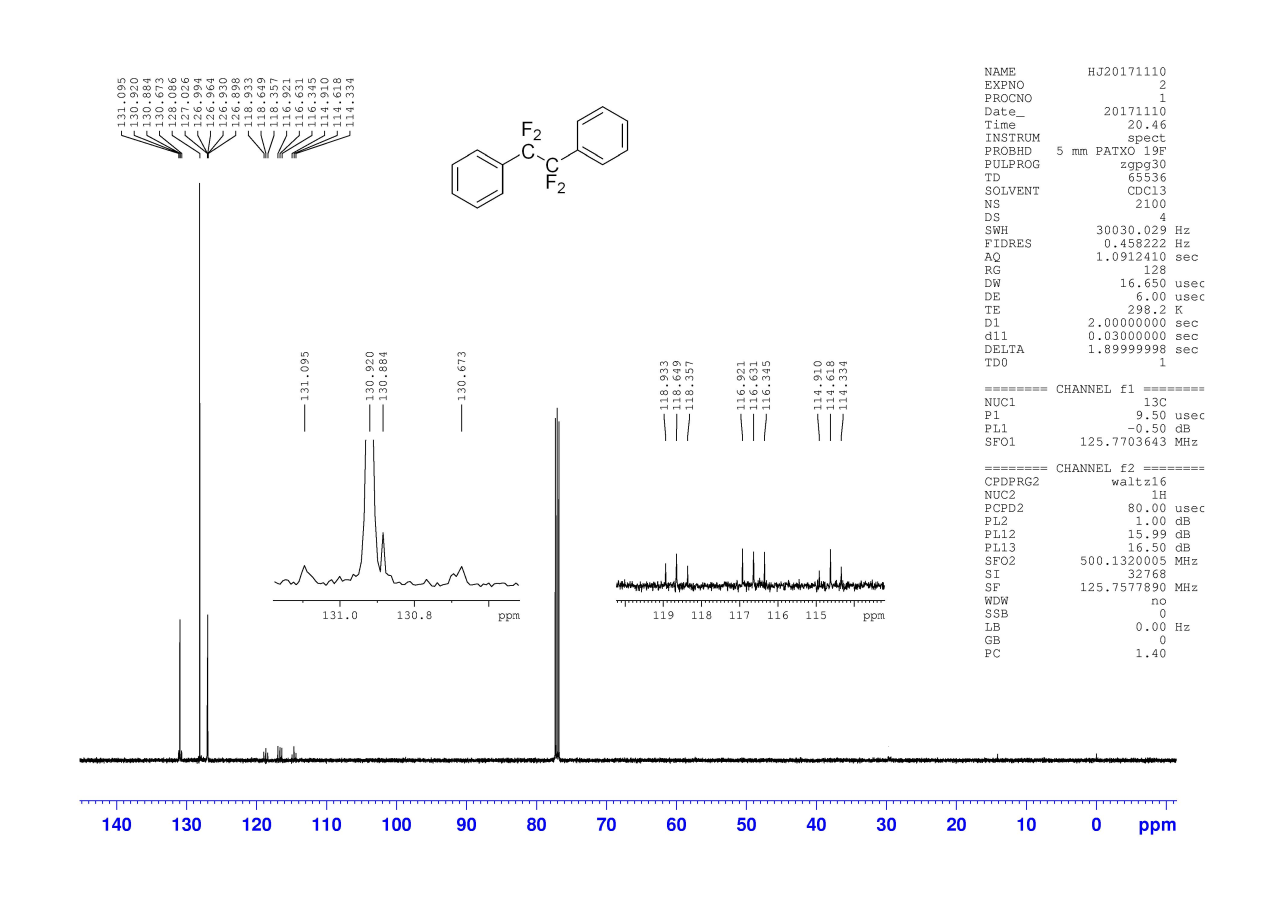 131.095
130.920
130.884
130.673
128.086
127.026
126.994
126.964
126.930
126.898
118.933
118.649
118.357
116.921
116.631
116.345
114.910
114.618
114.334
F2
C
C
F2
NAME HJ20171110
EXPNO 2
PROCNO 1
Date_ 20171110
Time 20.46
INSTRUM spect
PROBHD 5 mm PATXO 19F
PULPROG zgpg30
TD 65536
SOLVENT CDCl3
NS 2100
DS 4
SWH 30030.029 Hz
FIDRES 0.458222 Hz
AQ 1.0912410 sec
RG 128
DW 16.650 usec
DE 6.00 usec
TE 298.2 K
D1 2.00000000 sec
d11 0.03000000 sec
DELTA 1.89999998 sec
TD0 1
======== CHANNEL f1 ========
NUC1 13C
P1 9.50 usec
PL1 -0.50 dB
SFO1 125.7703643 MHz
======== CHANNEL f2 ========
CPDPRG2 waltz16
NUC2 1H
PCPD2 80.00 usec
PL2 1.00 dB
PL12 15.99 dB
PL13 16.50 dB
SFO2 500.1320005 MHz
SI 32768
SF 125.7577890 MHz
WDW no
SSB 0
LB 0.00 Hz
GB 0
PC 1.40
131.095
130.920
130.884
130.673
131.0 130.8 ppm
118.933
118.649
118.357
116.921
116.631
116.345
114.910
114.618
114.334
119 118 117 116 115 ppm
140 130 120 110 100 90 80 70 60 50 40 30 20 10 0 ppm